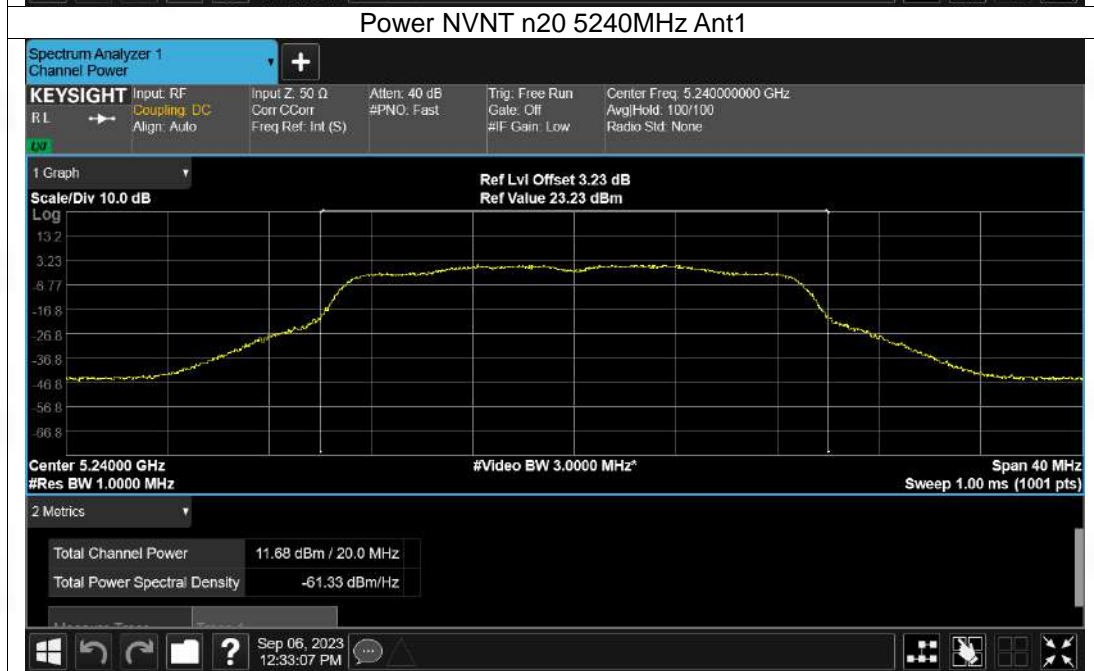 Power NVNT n20 5240MHz Ant1
Spectrum Analyzer 1
Channel Power
KEYSIGHT
R L
LXI
Input: RF
Coupling: DC
Align: Auto
Input Z: 50 Ω
Corr CCorr
Freq Ref: Int (S)
Atten: 40 dB
#PNO: Fast
Trig: Free Run
Gate: Off
#IF Gain: Low
Center Freq: 5.240000000 GHz
Avg|Hold: 100/100
Radio Std: None
1 Graph
Scale/Div 10.0 dB
Ref Lvl Offset 3.23 dB
Ref Value 23.23 dBm
Log
13.2
3.23
-6.77
-16.8
-26.8
-36.8
-46.8
-56.8
-66.8
Center 5.24000 GHz
#Video BW 3.0000 MHz*
Span 40 MHz
#Res BW 1.0000 MHz
Sweep 1.00 ms (1001 pts)
2 Metrics
Total Channel Power 11.68 dBm / 20.0 MHz
Total Power Spectral Density -61.33 dBm/Hz
?
Sep 06, 2023
12:33:07 PM